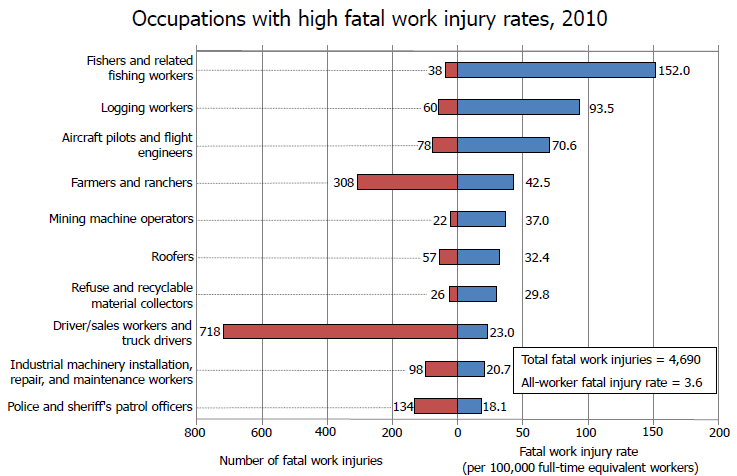 Occupations with high fatal work injury rates, 2010
Fishers and related
fishing workers
38
152.0
Logging workers
60
93.5
Aircraft pilots and flight
engineers
78
70.6
Farmers and ranchers
308
42.5
Mining machine operators
22
37.0
Roofers
57
32.4
Refuse and recyclable
material collectors
26
29.8
Driver/sales workers and
truck drivers
718
23.0
Industrial machinery installation,
repair, and maintenance workers
98
20.7
Total fatal work injuries = 4,690
All-worker fatal injury rate = 3.6
Police and sheriff's patrol officers
134
18.1
800 600 400 200 0 50 100 150 200
Number of fatal work injuries
Fatal work injury rate
(per 100,000 full-time equivalent workers)